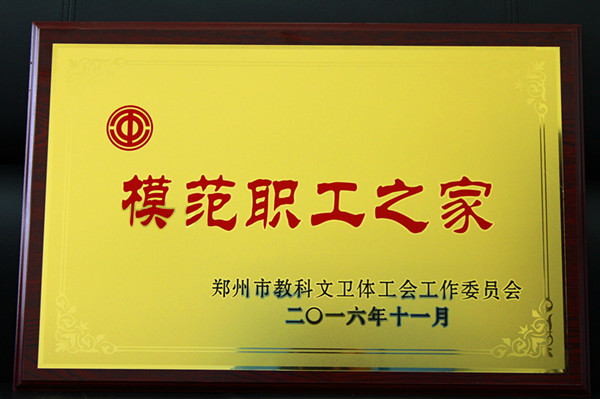 模范职工之家
郑州市教科文卫体工会工作委员会
二〇一六年十一月